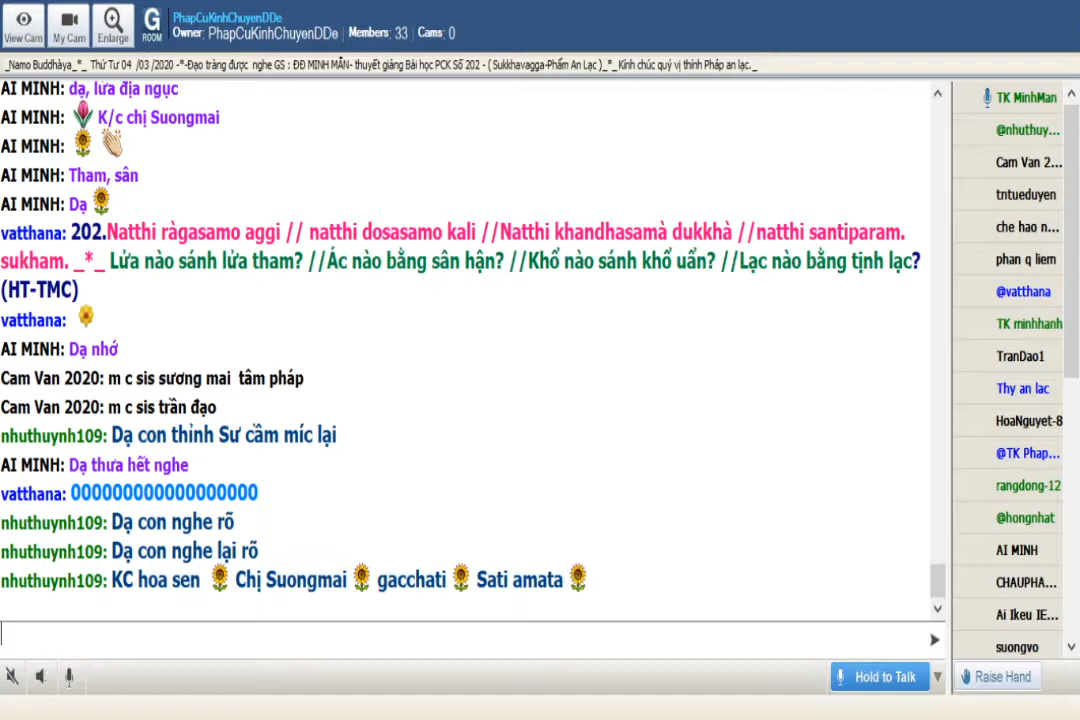 View Cam
My Cam
Enlarge
G
ROOM
PhapCuKinhChuyenDDe
Owner: PhapCuKinhChuyenDDe | Members: 33 | Cams: 0
_Namo Buddhàya_*_ Thứ Tư 04 /03 /2020 -*-Đạo tràng được nghe GS : ĐĐ MINH MẪN- thuyết giảng Bài học PCK Số 202 - ( Sukkhavagga-Phẩm An Lạc )_*_Kính chúc quý vị thính Pháp an lạc._
AI MINH: dạ, lửa địa ngục
AI MINH: K/c chị Suongmai
AI MINH:
AI MINH: Tham, sân
AI MINH: Dạ
vatthana: 202.Natthi ràgasamo aggi // natthi dosasamo kali //Natthi khandhasamà dukkhà //natthi santiparam.
sukham. _*_ Lửa nào sánh lửa tham? //Ác nào bằng sân hận? //Khổ nào sánh khổ uẩn? //Lạc nào bằng tịnh lạc?
(HT-TMC)
vatthana:
AI MINH: Dạ nhớ
Cam Van 2020: m c sis sương mai tâm pháp
Cam Van 2020: m c sis trần đạo
nhuthuynh109: Dạ con thỉnh Sư cầm míc lại
AI MINH: Dạ thưa hết nghe
vatthana: 000000000000000000
nhuthuynh109: Dạ con nghe rõ
nhuthuynh109: Dạ con nghe lại rõ
nhuthuynh109: KC hoa sen Chị Suongmai gacchati Sati amata
TK MinhMan
@nhuthuy...
Cam Van 2...
tntueduyen
che hao n...
phan q liem
@vatthana
TK minhhanh
TranDao1
Thy an lac
HoaNguyet-8
@TK Phap...
rangdong-12
@hongnhat
AI MINH
CHAUPHA...
Ai Ikeu IE...
suongvo
Hold to Talk
Raise Hand